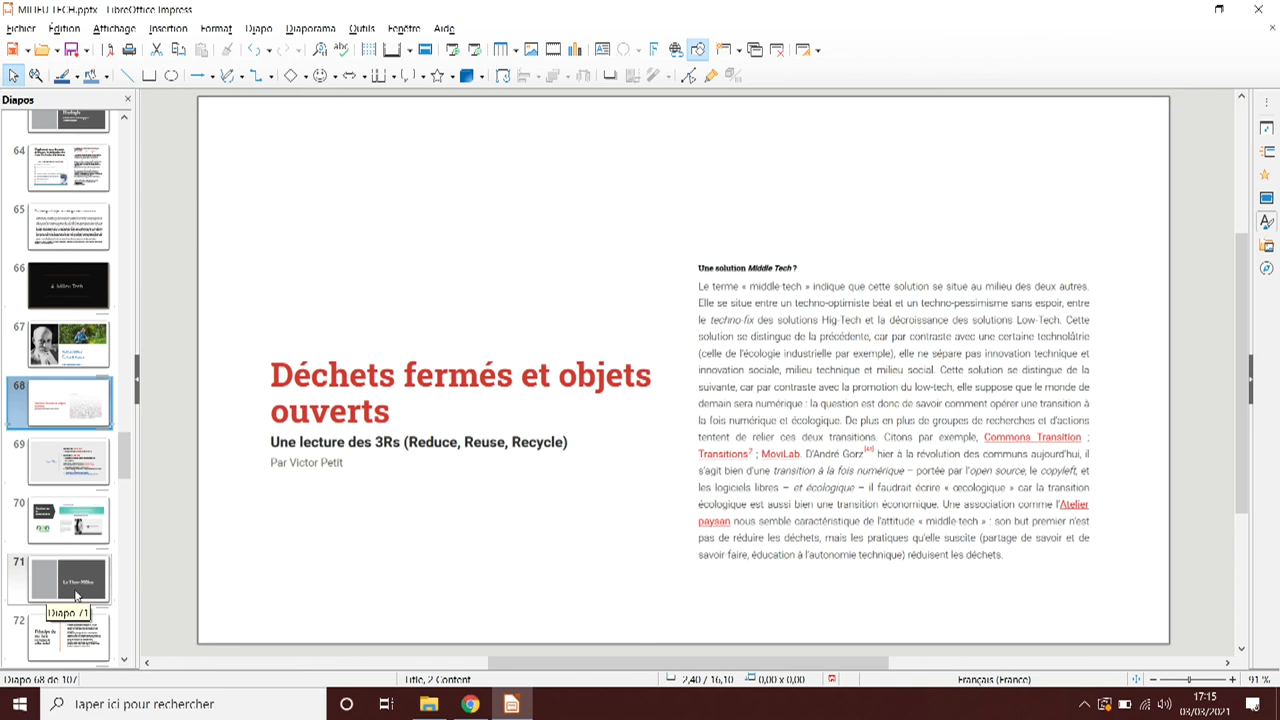 MILIEU TECH.pptx - LibreOffice Impress
Fichier Édition Affichage Insertion Format Diapo Diaporama Outils Fenêtre Aide
Diapos
64
65
66
67
68
69
70
71
72
Diapo 71
Déchets fermés et objets
ouverts
Une lecture des 3Rs (Reduce, Reuse, Recycle)
Par Victor Petit
Une solution Middle Tech ?
Le terme « middle-tech » indique que cette solution se situe au milieu des deux autres.
Elle se situe entre un techno-optimiste béat et un techno-pessimisme sans espoir, entre
le techno-fix des solutions Hig-Tech et la décroissance des solutions Low-Tech. Cette
solution se distingue de la précédente, car par contraste avec une certaine technolâtrie
(celle de l'écologie industrielle par exemple), elle ne sépare pas innovation technique et
innovation sociale, milieu technique et milieu social. Cette solution se distingue de la
suivante, car par contraste avec la promotion du low-tech, elle suppose que le monde de
demain sera numérique : la question est donc de savoir comment opérer une transition à
la fois numérique et écologique. De plus en plus de groupes de recherches et d'actions
tentent de relier ces deux transitions. Citons par exemple, Commons Transition ;
Transitions² ; MoviLab. D'André Gorz hier à la révolution des communs aujourd'hui, il
s'agit bien d'une transition à la fois numérique – portée par l'open source, le copyleft, et
les logiciels libres – et écologique – il faudrait écrire « œcologique » car la transition
écologique est aussi bien une transition économique. Une association comme l'Atelier
paysan nous semble caractéristique de l'attitude « middle-tech » : son but premier n'est
pas de réduire les déchets, mais les pratiques qu'elle suscite (partage de savoir et de
savoir-faire, éducation à l'autonomie technique) réduisent les déchets.
Diapo 68 de 107 Title, 2 Content 2,40 / 16,10 0,00 x 0,00 Français (France) 91 %
Taper ici pour rechercher
17:15
03/03/2021